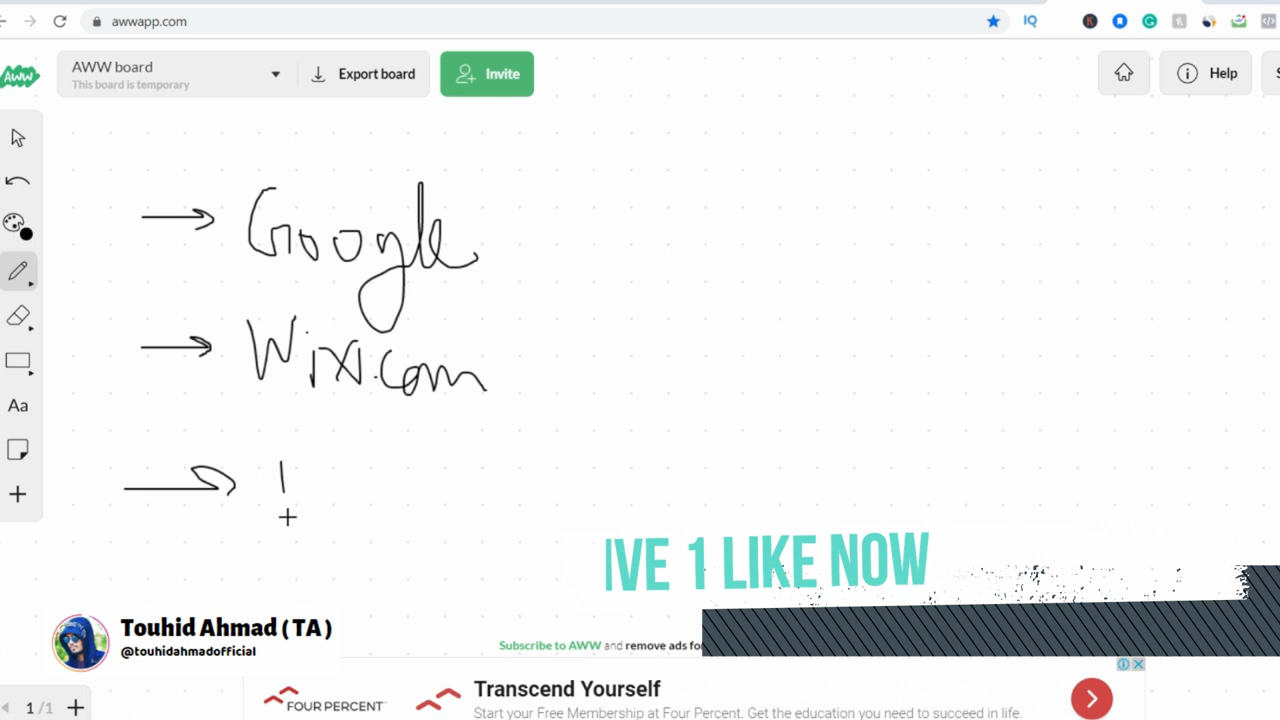 awwapp.com
IQ
AWW
AWW board
This board is temporary
Export board
Invite
Help
Google
Wix.com
Aa
IVE 1 LIKE NOW
Touhid Ahmad ( TA )
@touhidahmadofficial
Subscribe to AWW and remove ads fo
FOUR PERCENT
Transcend Yourself
Start your Free Membership at Four Percent. Get the education you need to succeed in life.
1 / 1